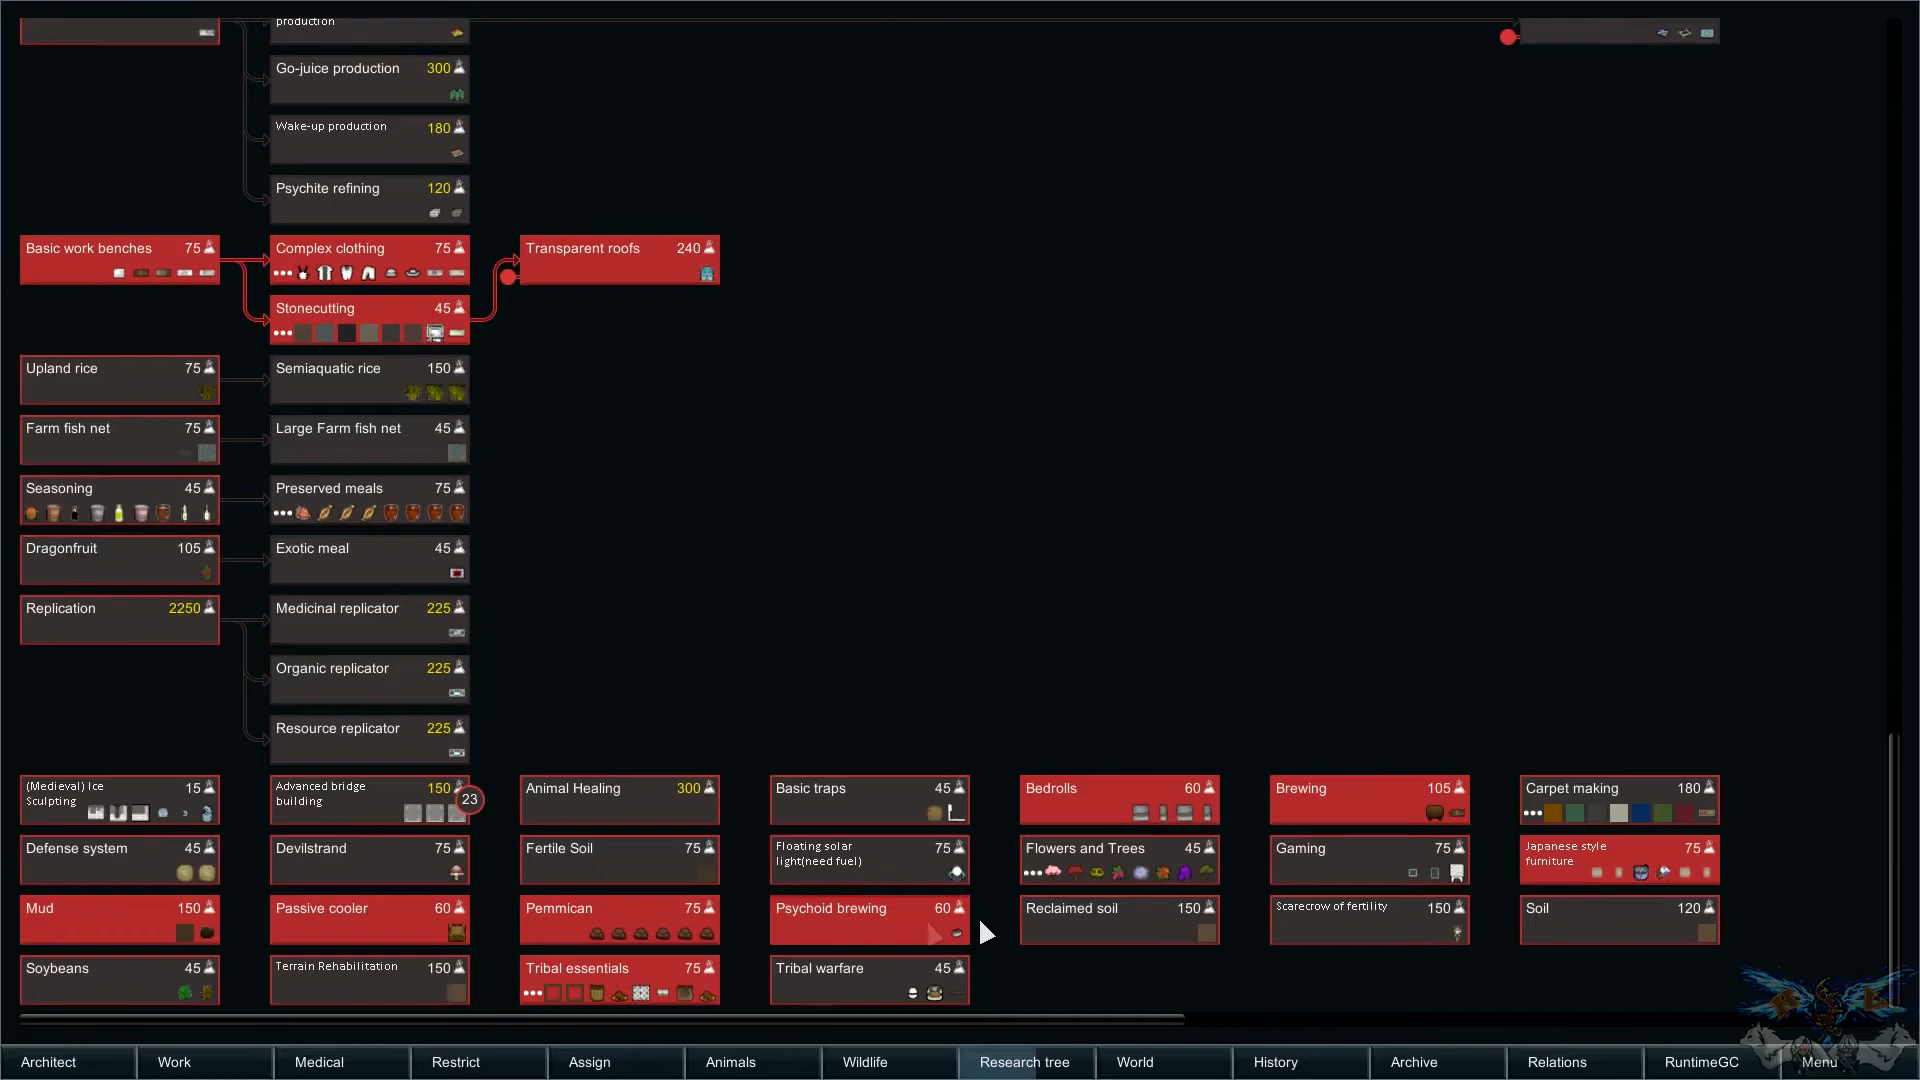 production
Go-juice production 300
Wake-up production 180
Psychite refining 120
Basic work benches 75
Complex clothing 75
Transparent roofs 240
Stonecutting 45
Upland rice 75
Semiaquatic rice 150
Farm fish net 75
Large Farm fish net 45
Seasoning 45
Preserved meals 75
Dragonfruit 105
Exotic meal 45
Replication 2250
Medicinal replicator 225
Organic replicator 225
Resource replicator 225
(Medieval) Ice Sculpting 15
Advanced bridge building 150
23
Animal Healing 300
Basic traps 45
Bedrolls 60
Brewing 105
Carpet making 180
Defense system 45
Devilstrand 75
Fertile Soil 75
Floating solar light(need fuel) 75
Flowers and Trees 45
Gaming 75
Japanese style furniture 75
Mud 150
Passive cooler 60
Pemmican 75
Psychoid brewing 60
Reclaimed soil 150
Scarecrow of fertility 150
Soil 120
Soybeans 45
Terrain Rehabilitation 150
Tribal essentials 75
Tribal warfare 45
Architect Work Medical Restrict Assign Animals Wildlife Research tree World History Archive Relations RuntimeGC Menu